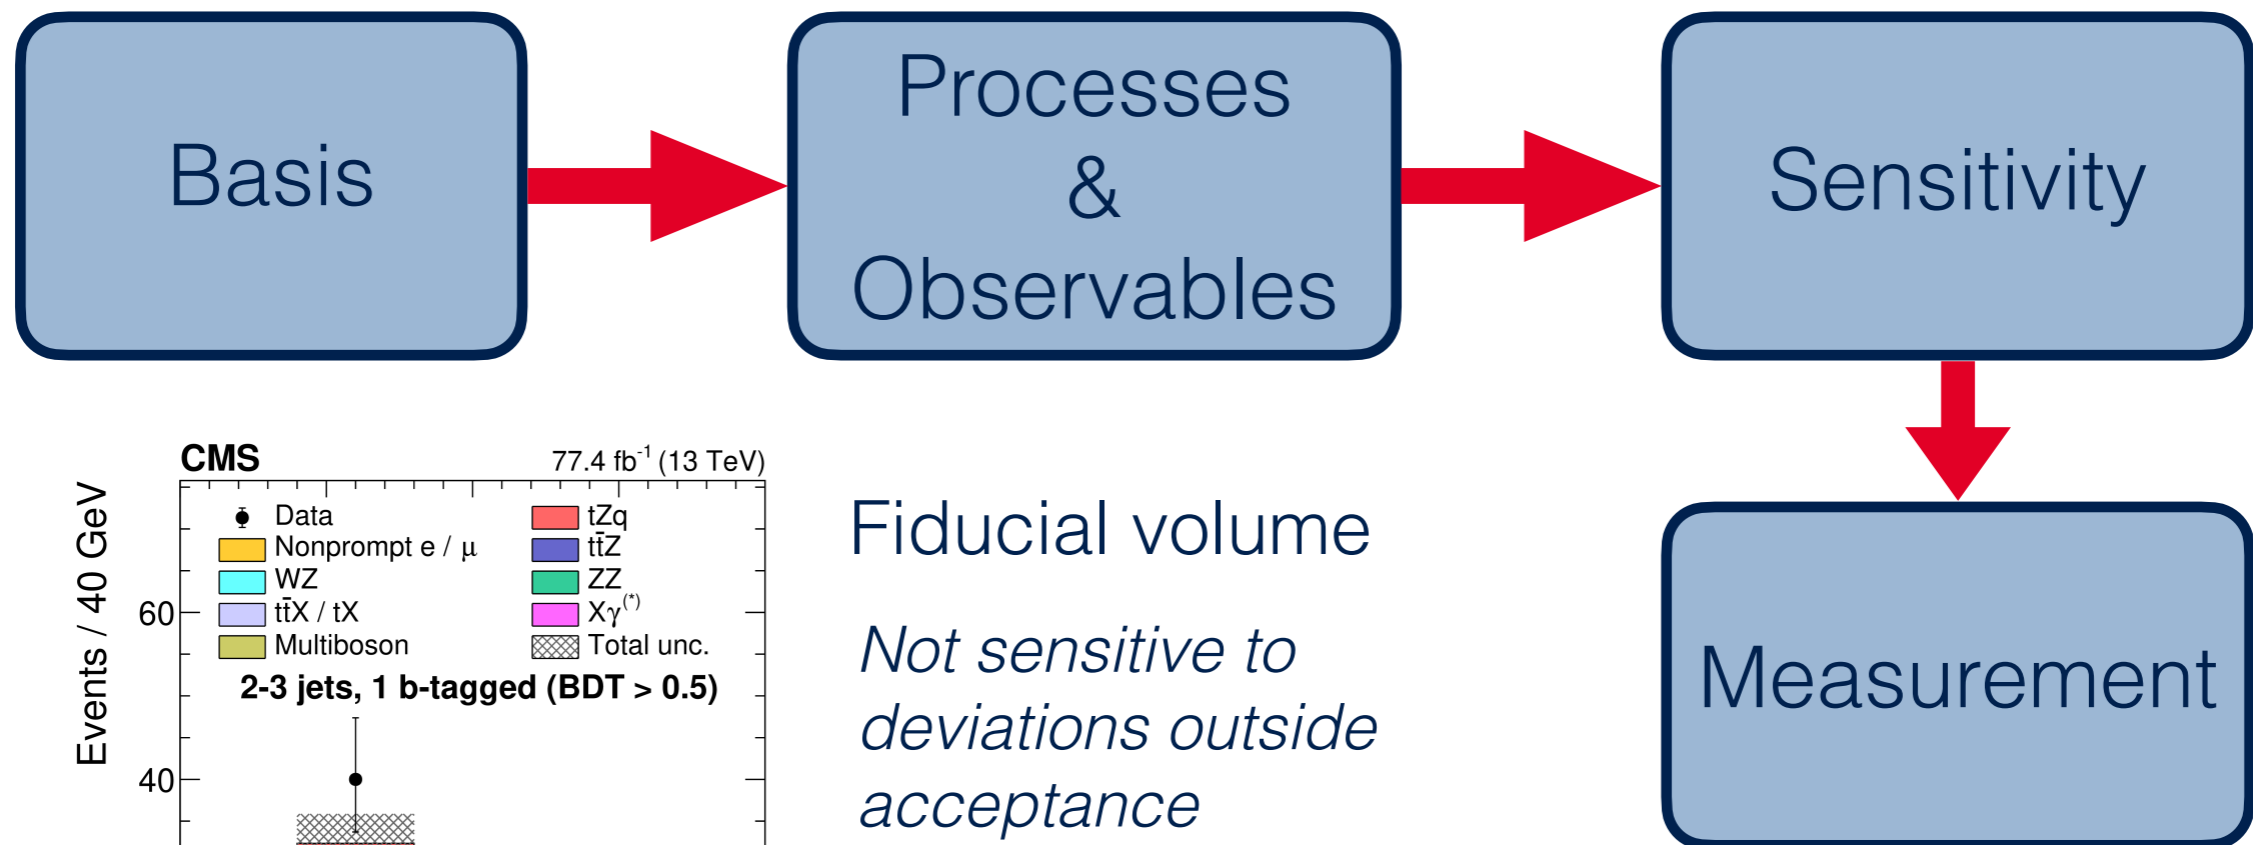 Basis
Processes
&
Observables
Sensitivity
CMS
77.4 fb⁻¹ (13 TeV)
Events / 40 GeV
60
40
Data
tZq
Nonprompt e / μ
tt̄Z
WZ
ZZ
tt̄X / tX
Xγ⁽*⁾
Multiboson
Total unc.
2-3 jets, 1 b-tagged (BDT > 0.5)
Fiducial volume
Not sensitive to
deviations outside
acceptance
Measurement